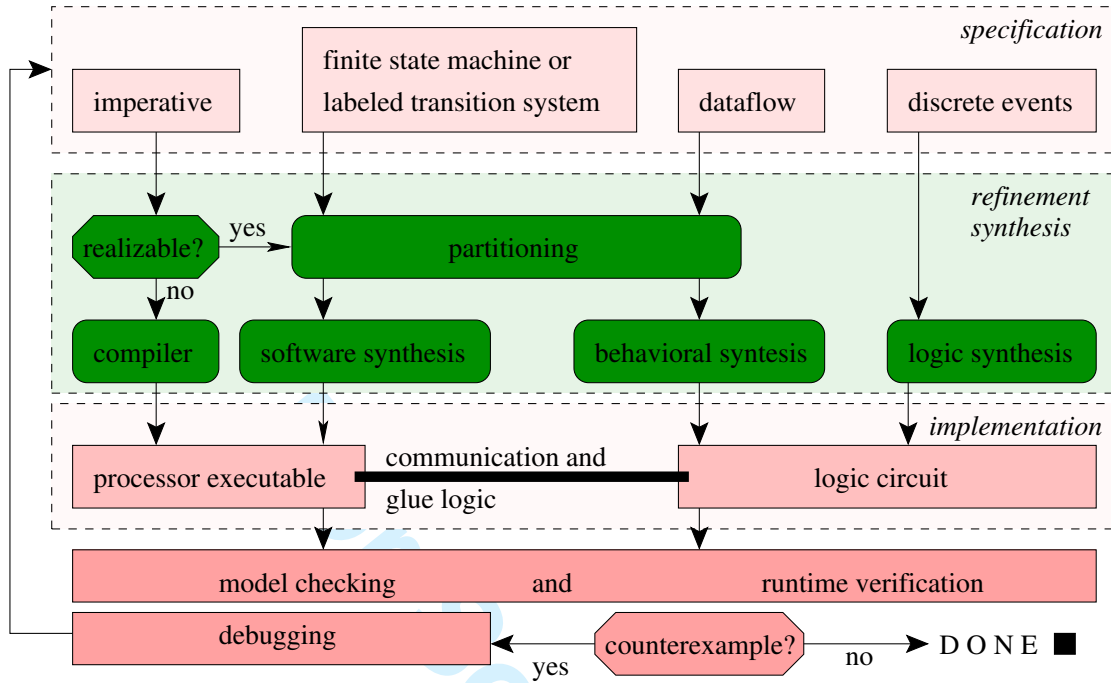 specification
finite state machine or
labeled transition system
imperative
dataflow
discrete events
refinement
synthesis
realizable?
yes
partitioning
no
compiler
software synthesis
behavioral syntesis
logic synthesis
implementation
communication and
glue logic
processor executable
logic circuit
model checking and runtime verification
debugging
yes
counterexample?
no
D O N E